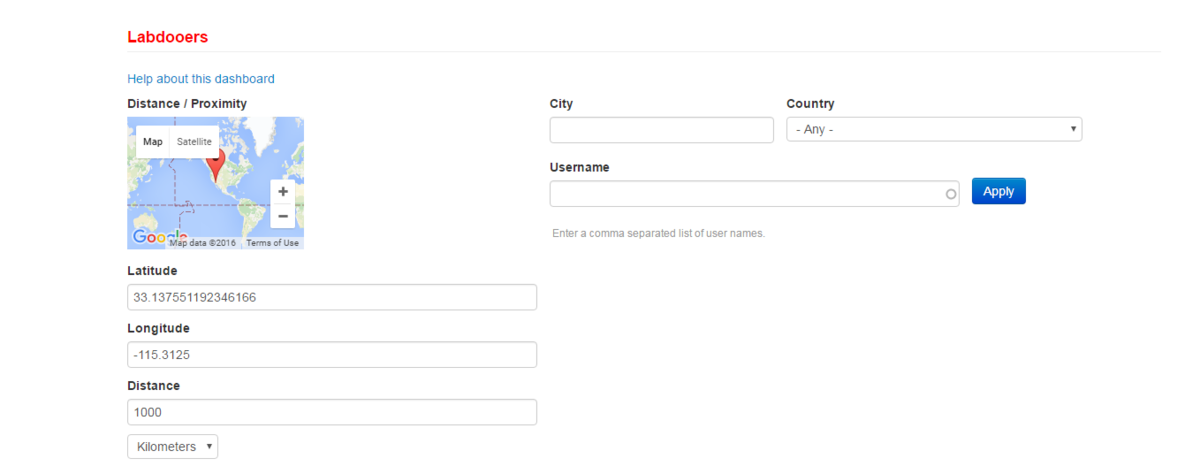 Labdooers
Help about this dashboard
Distance / Proximity
Map Satellite
+
−
Google
Map data ©2016 Terms of Use
Latitude
33.137551192346166
Longitude
-115.3125
Distance
1000
Kilometers
City
Country
- Any -
Username
Apply
Enter a comma separated list of user names.